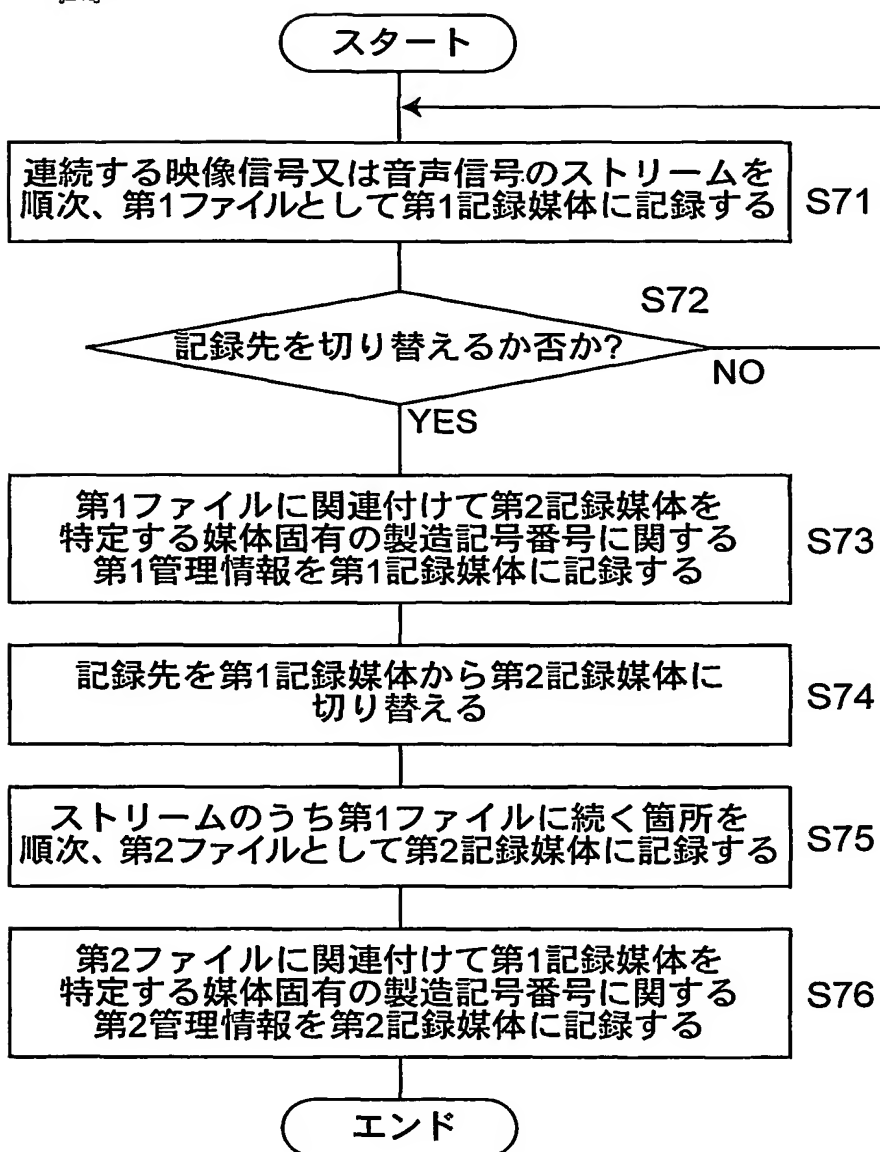 スタート
連続する映像信号又は音声信号のストリームを
順次、第1ファイルとして第1記録媒体に記録する
S71
S72
記録先を切り替えるか否か?
NO
YES
第1ファイルに関連付けて第2記録媒体を
特定する媒体固有の製造記号番号に関する
第1管理情報を第1記録媒体に記録する
S73
記録先を第1記録媒体から第2記録媒体に
切り替える
S74
ストリームのうち第1ファイルに続く箇所を
順次、第2ファイルとして第2記録媒体に記録する
S75
第2ファイルに関連付けて第1記録媒体を
特定する媒体固有の製造記号番号に関する
第2管理情報を第2記録媒体に記録する
S76
エンド